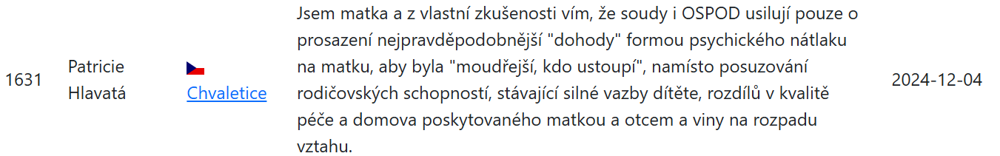 1631
Patricie
Hlavatá
Chvaletice
Jsem matka a z vlastní zkušenosti vím, že soudy i OSPOD usilují pouze o
prosazení nejpravděpodobnější "dohody" formou psychického nátlaku
na matku, aby byla "moudřejší, kdo ustoupí", namísto posuzování
rodičovských schopností, stávající silné vazby dítěte, rozdílů v kvalitě
péče a domova poskytovaného matkou a otcem a viny na rozpadu
vztahu.
2024-12-04